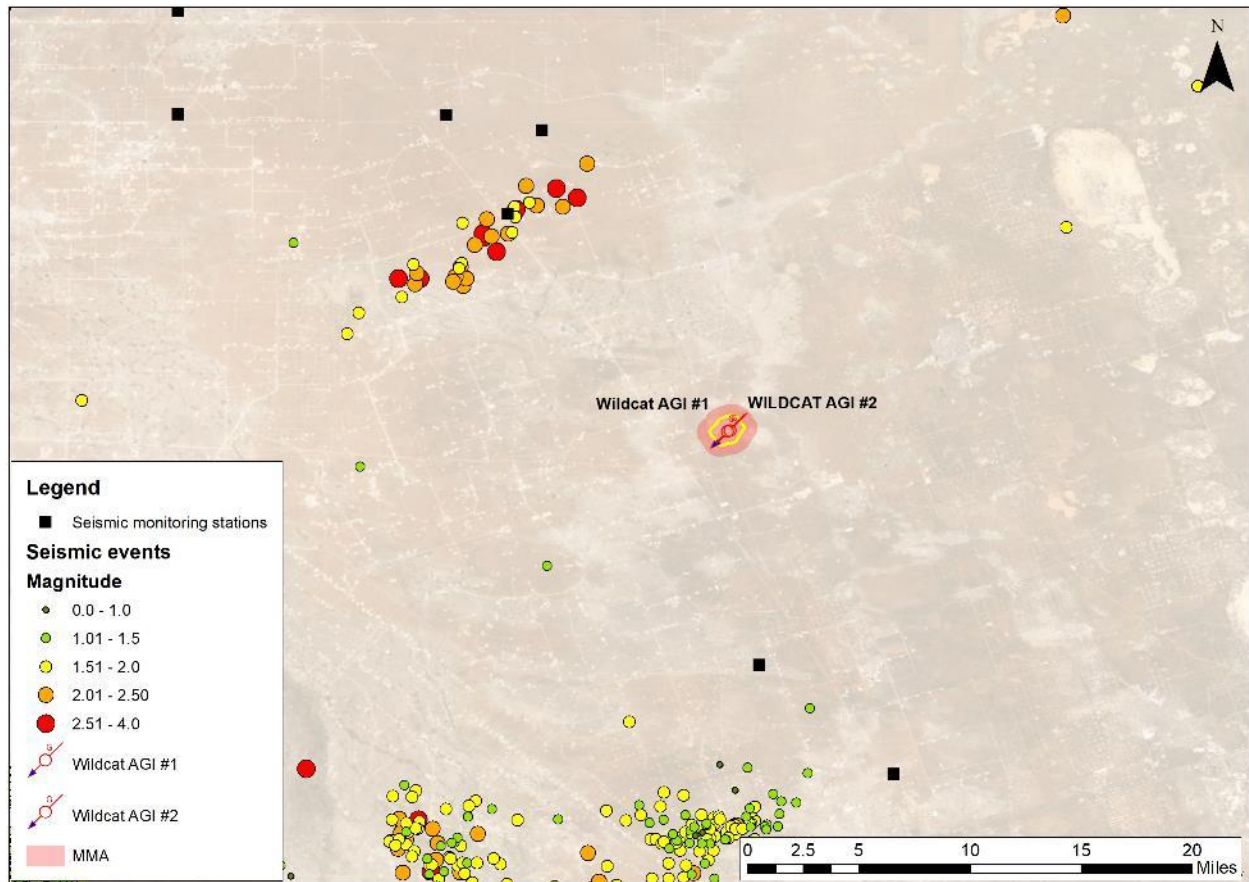 N
Wildcat AGI #1
WILDCAT AGI #2
Legend
Seismic monitoring stations
Seismic events
Magnitude
0.0 - 1.0
1.01 - 1.5
1.51 - 2.0
2.01 - 2.50
2.51 - 4.0
Wildcat AGI #1
Wildcat AGI #2
MMA
0 2.5 5 10 15 20
Miles